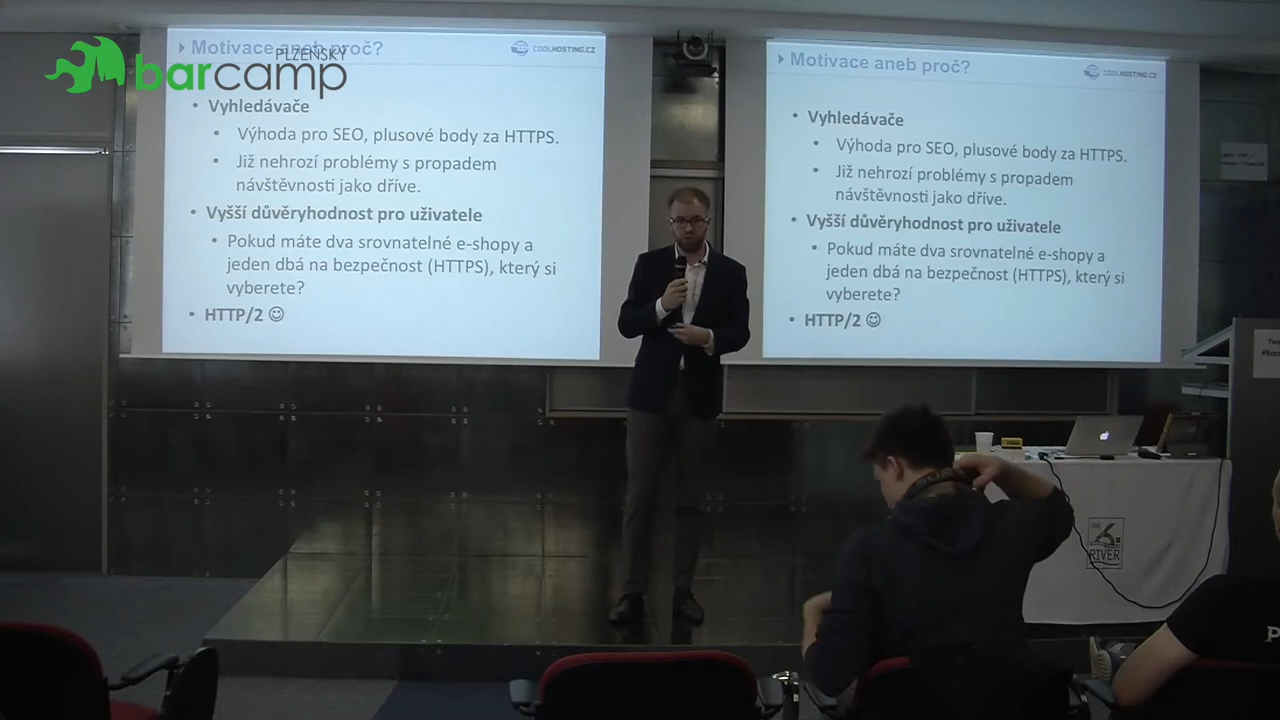 PLZEŇSKÝ
barcamp
Motivace aneb proč?
COOLHOSTING.CZ
Vyhledávače
Výhoda pro SEO, plusové body za HTTPS.
Již nehrozí problémy s propadem
návštěvnosti jako dříve.
Vyšší důvěryhodnost pro uživatele
Pokud máte dva srovnatelné e-shopy a
jeden dbá na bezpečnost (HTTPS), který si
vyberete?
HTTP/2 ☺
Motivace aneb proč?
COOLHOSTING.CZ
Vyhledávače
Výhoda pro SEO, plusové body za HTTPS.
Již nehrozí problémy s propadem
návštěvnosti jako dříve.
Vyšší důvěryhodnost pro uživatele
Pokud máte dva srovnatelné e-shopy a
jeden dbá na bezpečnost (HTTPS), který si
vyberete?
HTTP/2 ☺
RIVER